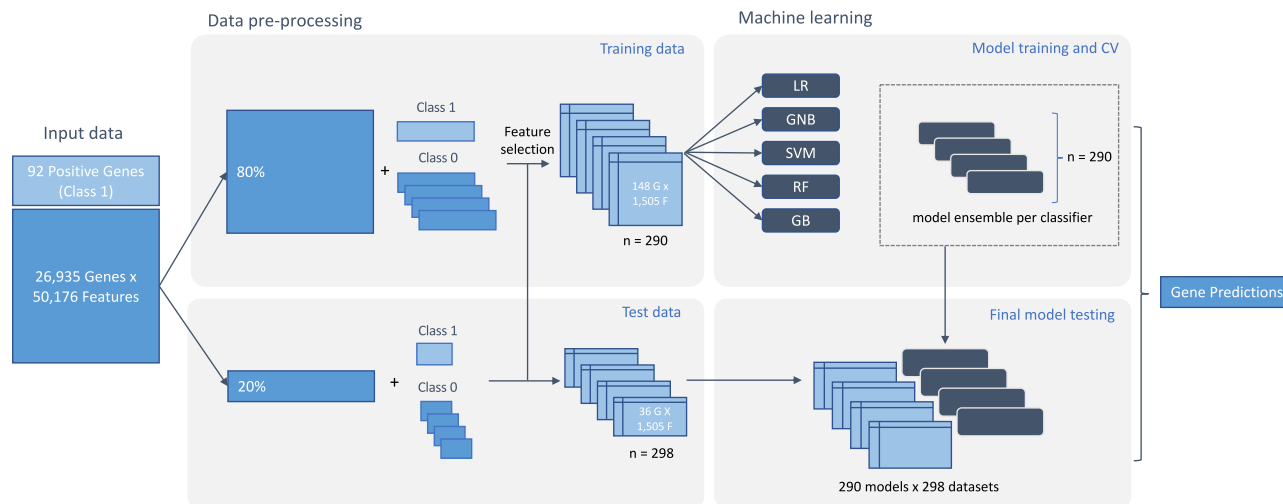 Data pre-processing
Machine learning
Input data
92 Positive Genes
(Class 1)
26,935 Genes x
50,176 Features
Training data
80%
+
Class 1
Class 0
Feature
selection
148 G x
1,505 F
n = 290
Model training and CV
LR
GNB
SVM
RF
GB
n = 290
model ensemble per classifier
Test data
20%
+
Class 1
Class 0
36 G X
1,505 F
n = 298
Final model testing
290 models x 298 datasets
Gene Predictions